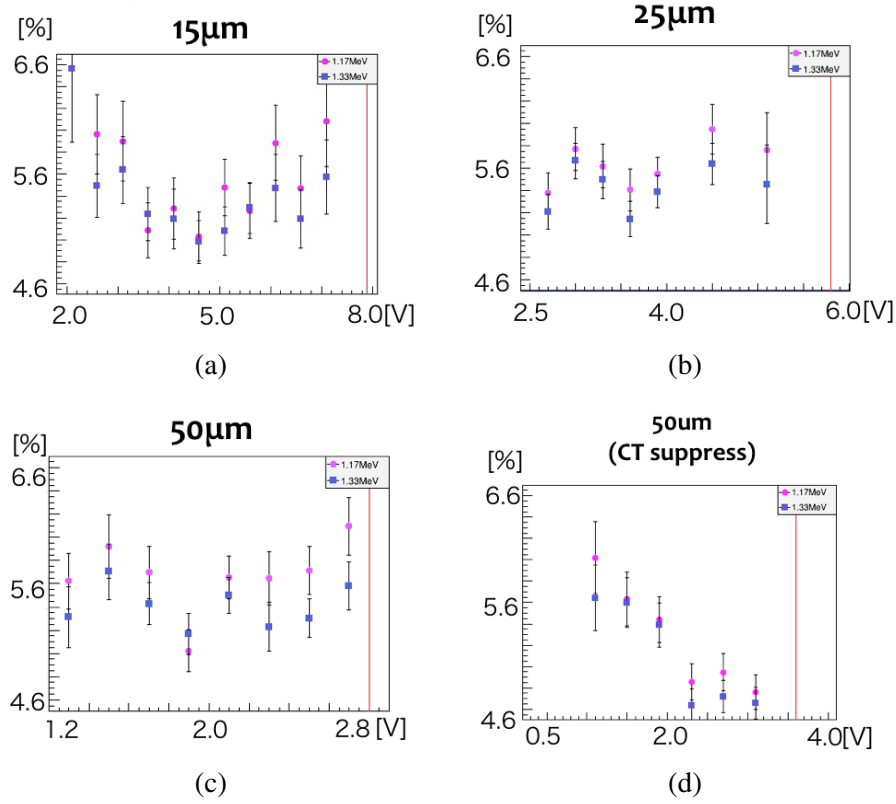 15µm
[%]
1.17MeV
1.33MeV
6.6
5.6
4.6
2.0 5.0 8.0[V]
(a)
25µm
[%]
1.17MeV
1.33MeV
6.6
5.6
4.6
2.5 4.0 6.0[V]
(b)
50µm
[%]
1.17MeV
1.33MeV
6.6
5.6
4.6
1.2 2.0 2.8[V]
(c)
50um
(CT suppress)
[%]
1.17MeV
1.33MeV
6.6
5.6
4.6
0.5 2.0 4.0[V]
(d)